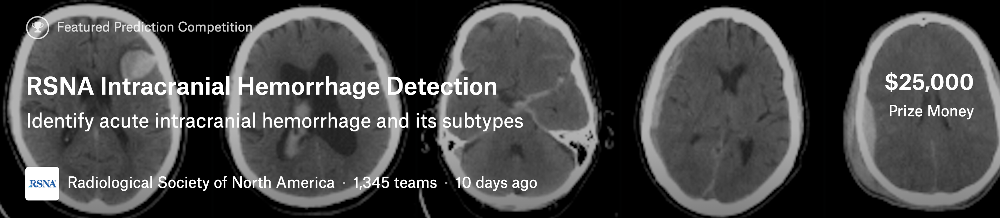 Featured Prediction Competition
RSNA Intracranial Hemorrhage Detection
$25,000
Identify acute intracranial hemorrhage and its subtypes
Prize Money
RSNA
Radiological Society of North America · 1,345 teams · 10 days ago